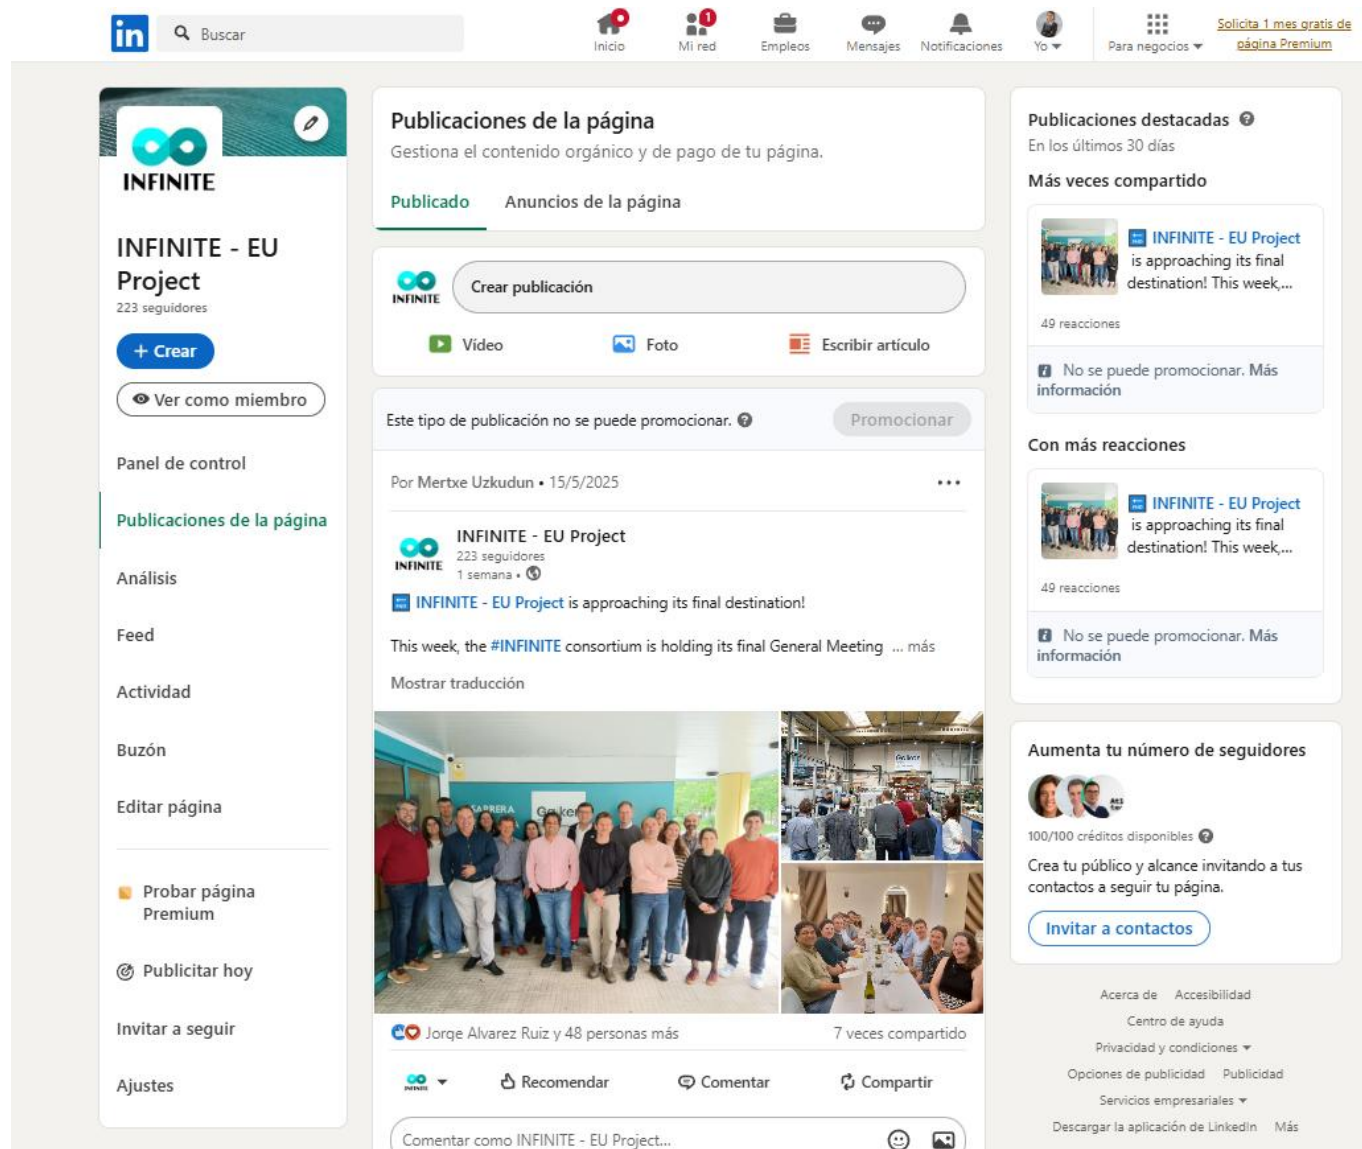 in
Buscar
Inicio
1
Mi red
Empleos
Mensajes
Notificaciones
Yo
Para negocios
Solicita 1 mes gratis de
página Premium
INFINITE
INFINITE - EU
Project
223 seguidores
+ Crear
Ver como miembro
Panel de control
Publicaciones de la página
Análisis
Feed
Actividad
Buzón
Editar página
Probar página
Premium
Publicitar hoy
Invitar a seguir
Ajustes
Publicaciones de la página
Gestiona el contenido orgánico y de pago de tu página.
Publicado
Anuncios de la página
INFINITE
Crear publicación
Vídeo
Foto
Escribir artículo
Este tipo de publicación no se puede promocionar.
Promocionar
Por Mertxe Uzkudun • 15/5/2025
INFINITE
INFINITE - EU Project
223 seguidores
1 semana •
INFINITE - EU Project is approaching its final destination!
This week, the #INFINITE consortium is holding its final General Meeting ... más
Mostrar traducción
Gaiker
Jorge Alvarez Ruiz y 48 personas más
7 veces compartido
Recomendar
Comentar
Compartir
Comentar como INFINITE - EU Project...
Publicaciones destacadas
En los últimos 30 días
Más veces compartido
INFINITE - EU Project
is approaching its final
destination! This week,...
49 reacciones
No se puede promocionar. Más
información
Con más reacciones
INFINITE - EU Project
is approaching its final
destination! This week,...
49 reacciones
No se puede promocionar. Más
información
Aumenta tu número de seguidores
100/100 créditos disponibles
Crea tu público y alcance invitando a tus
contactos a seguir tu página.
Invitar a contactos
Acerca de
Accesibilidad
Centro de ayuda
Privacidad y condiciones
Opciones de publicidad
Publicidad
Servicios empresariales
Descargar la aplicación de LinkedIn
Más